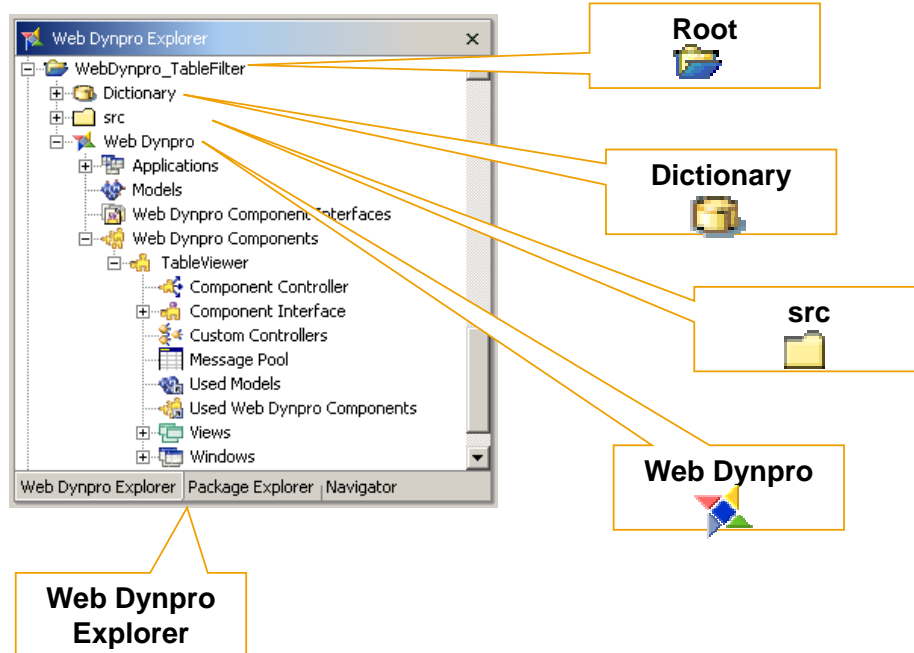 Web Dynpro Explorer
WebDynpro_TableFilter
Dictionary
src
Web Dynpro
Applications
Models
Web Dynpro Component Interfaces
Web Dynpro Components
TableViewer
Component Controller
Component Interface
Custom Controllers
Message Pool
Used Models
Used Web Dynpro Components
Views
Windows
Web Dynpro Explorer Package Explorer Navigator
Root
Dictionary
src
Web Dynpro
Web Dynpro
Explorer